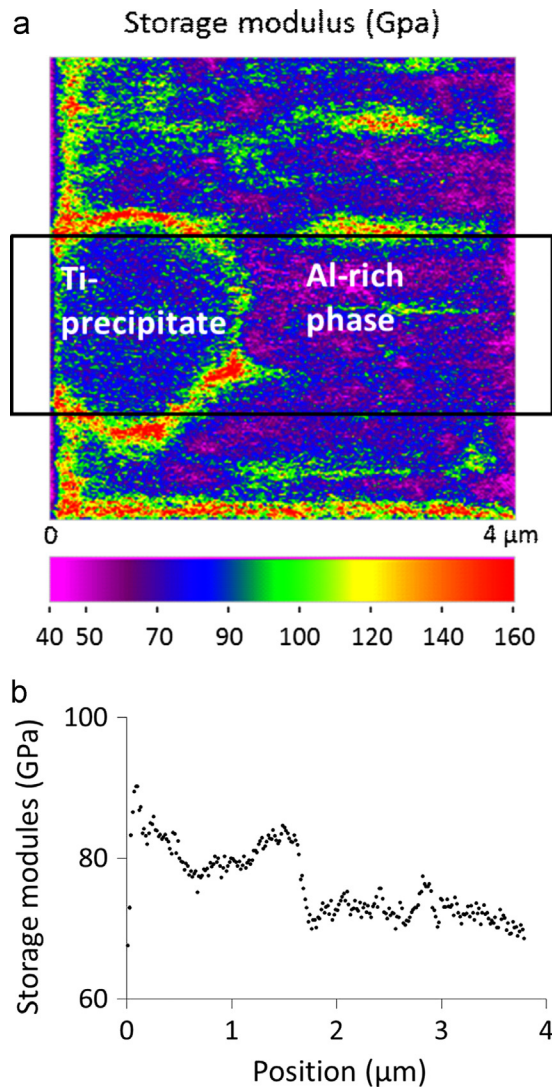 a
Storage modulus (Gpa)
Ti-
precipitate
Al-rich
phase
0 4 µm
40 50 70 90 100 120 140 160
b
Storage modules (GPa)
100
80
60
0 1 2 3 4
Position (µm)